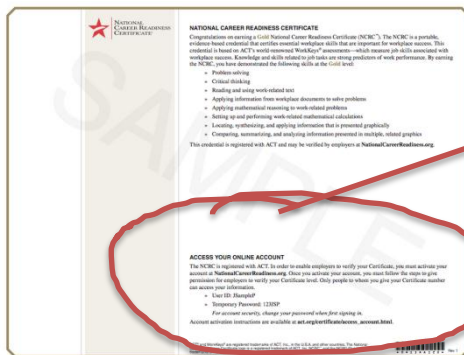 NATIONAL
CAREER READINESS
CERTIFICATE
NATIONAL CAREER READINESS CERTIFICATE
Congratulations on earning a Gold National Career Readiness Certificate (NCRC™). The NCRC is a portable,
evidence-based credential that certifies essential workplace skills that are important for workplace success. This
credential is based on ACT's world-renowned WorkKeys® assessments—which measure job skills associated with
workplace success. Knowledge and skills related to job tasks are strong predictors of work performance. By earning
the NCRC, you have demonstrated the following skills at the Gold level:
» Problem solving
» Critical thinking
» Reading and using work-related text
» Applying information from workplace documents to solve problems
» Applying mathematical reasoning to work-related problems
» Setting up and performing work-related mathematical calculations
» Locating, synthesizing, and applying information that is presented graphically
» Comparing, summarizing, and analyzing information presented in multiple, related graphics
This credential is registered with ACT and may be verified by employers at NationalCareerReadiness.org.
SAMPLE
ACCESS YOUR ONLINE ACCOUNT
The NCRC is registered with ACT. In order to enable employers to verify your Certificate, you must activate your
account at NationalCareerReadiness.org. Once you activate your account, you must follow the steps to give
permission for employers to verify your Certificate level. Only people to whom you give your Certificate number
can access your information.
» User ID: JSampleP
» Temporary Password: 123ISP
For account security, change your password when first signing in.
Account activation instructions are available at act.org/certificate/access_account.html.